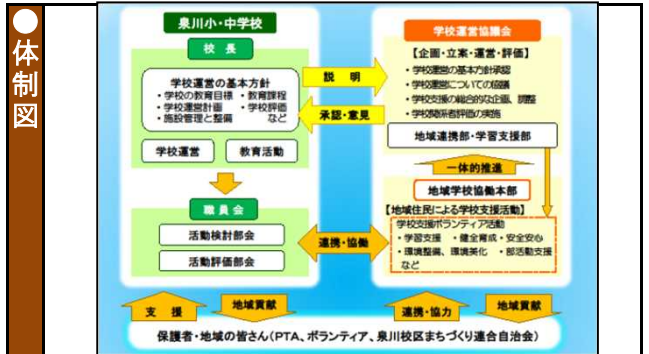 ●体制図
泉川小・中学校
校長
学校運営の基本方針
・学校の教育目標 ・教育課程
・学校運営計画 ・学校評価
・施設管理と整備 など
学校運営
教育活動
職員会
活動検討部会
活動評価部会
説明
承認・意見
連携・協働
学校運営協議会
【企画・立案・運営・評価】
・学校運営の基本方針承認
・学校運営についての協議
・学校支援の総合的な企画、調整
・学校関係者評価の実施
地域連携部・学習支援部
一体的推進
地域学校協働本部
【地域住民による学校支援活動】
学校支援ボランティア活動
・学習支援 ・健全育成・安全安心
・環境整備、環境美化 ・部活動支援
など
支援
地域貢献
連携・協力
地域貢献
保護者・地域の皆さん(PTA、ボランティア、泉川校区まちづくり連合自治会)